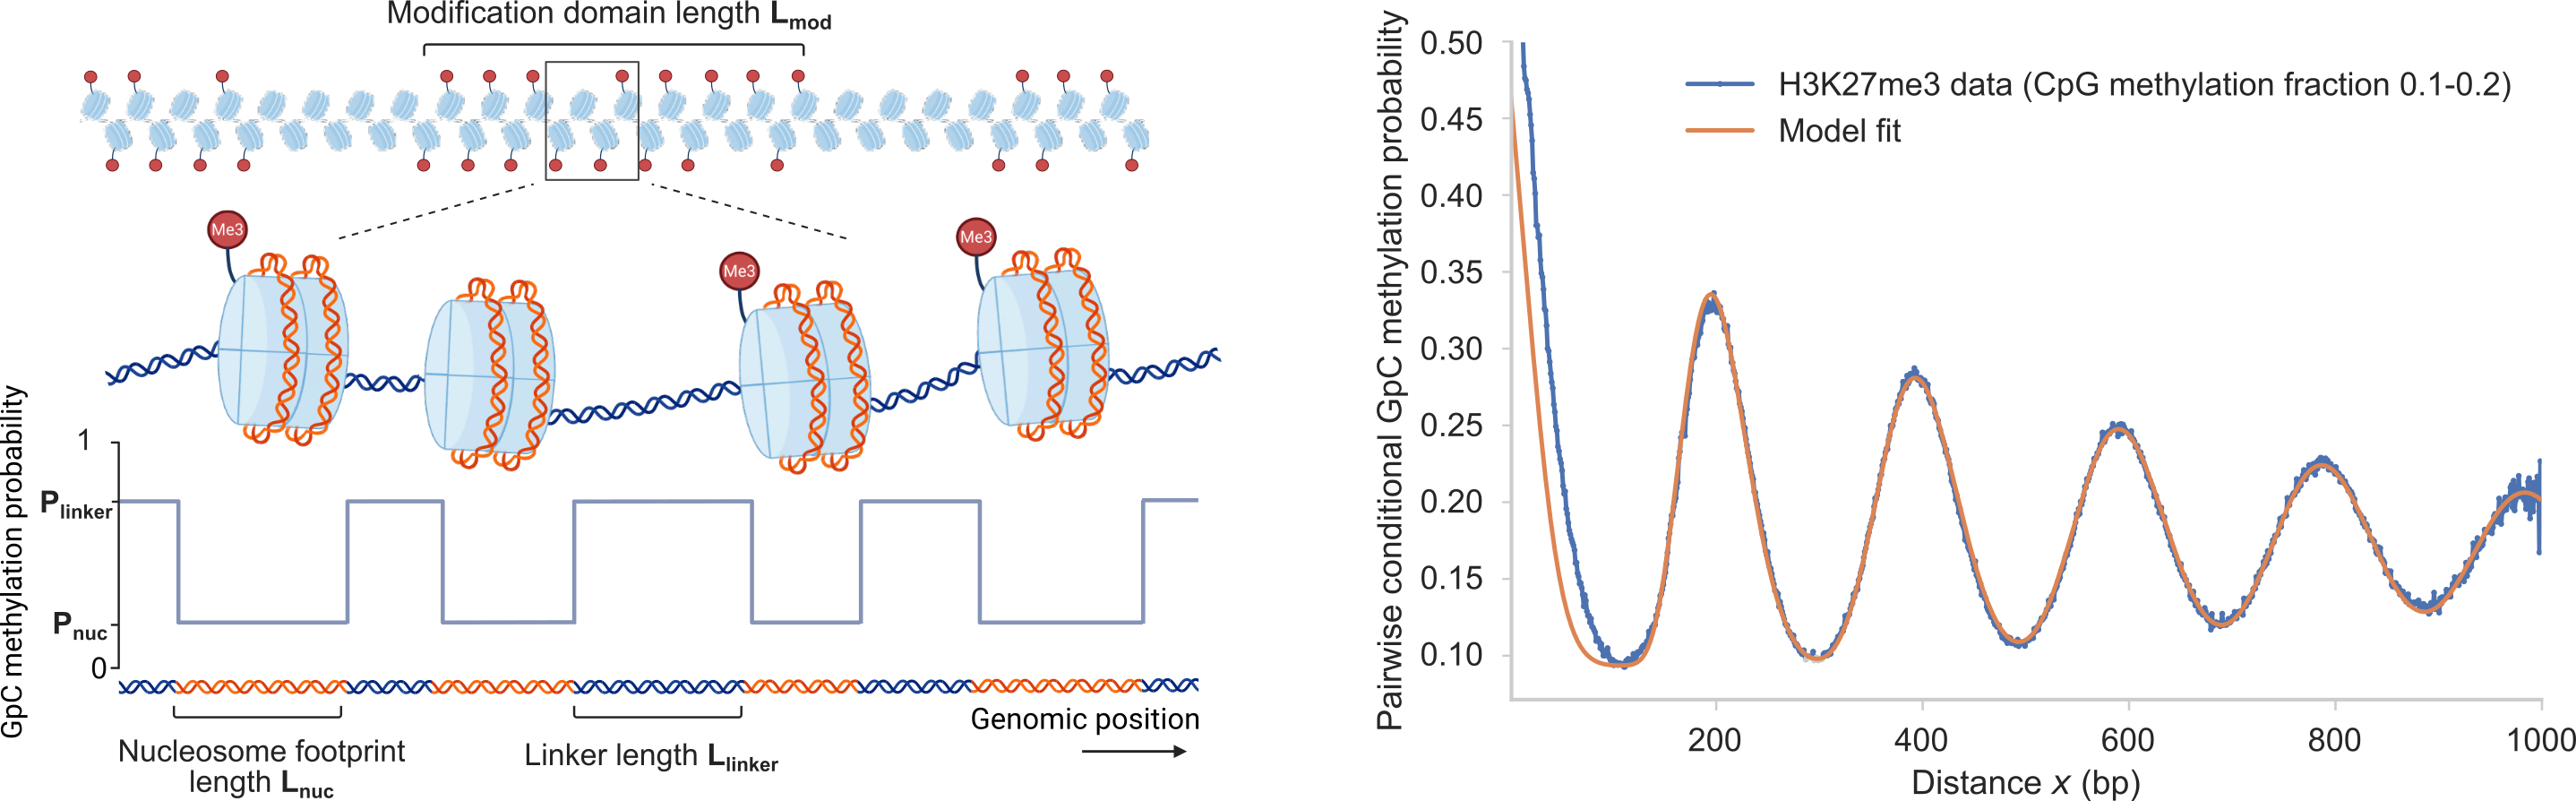 Modification domain length Lmod
Me3
Me3
Me3
GpC methylation probability
1
Plinker
Pnuc
0
Genomic position
Nucleosome footprint
length Lnuc
Linker length Llinker
Pairwise conditional GpC methylation probability
0.50
0.45
0.40
0.35
0.30
0.25
0.20
0.15
0.10
H3K27me3 data (CpG methylation fraction 0.1-0.2)
Model fit
200
400
600
800
1000
Distance x (bp)